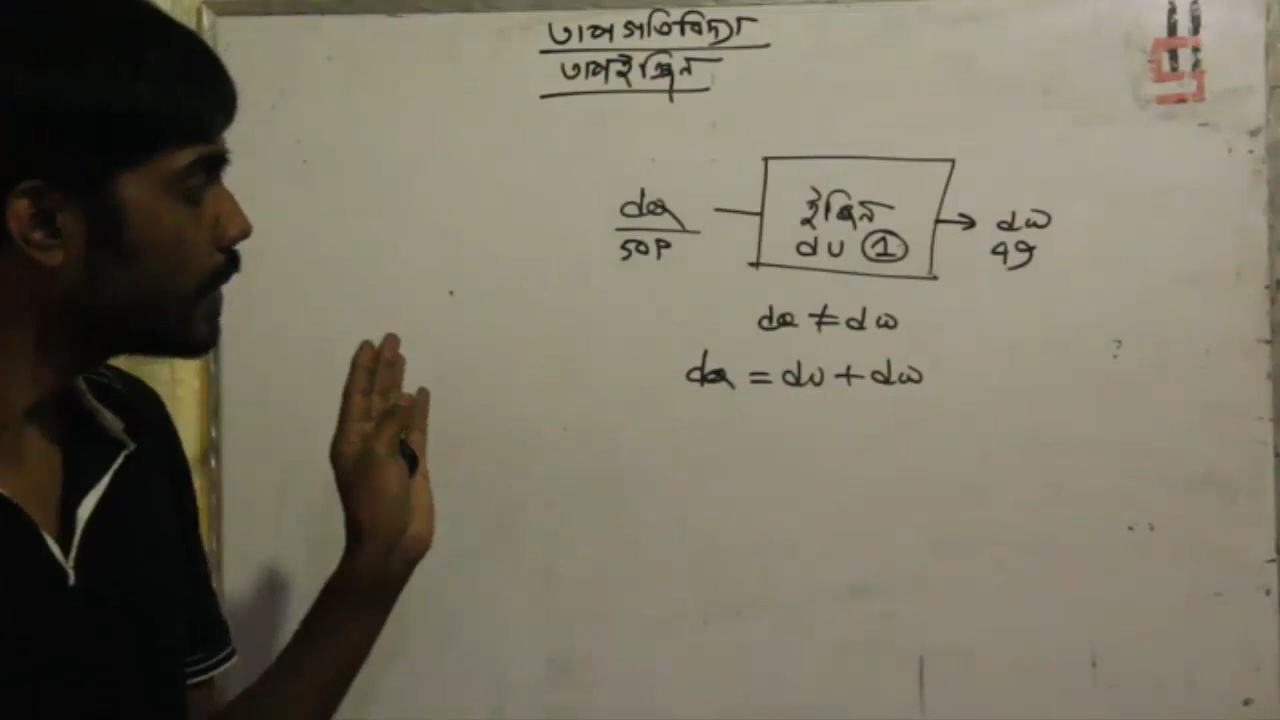 তাপগতিবিদ্যা
তাপইঞ্জিন
dQ
50P
ইঞ্জিন
du 1
dw
49
dQ ≠ dw
dQ = du + dw